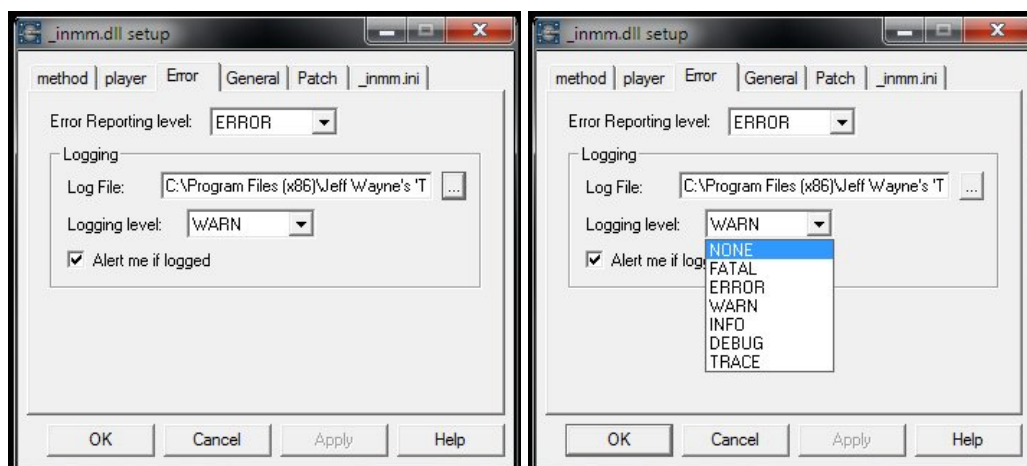 _inmm.dll setup
method player Error General Patch _inmm.ini
Error Reporting level: ERROR
Logging
Log File: C:\Program Files (x86)\Jeff Wayne's 'T ...
Logging level: WARN
Alert me if logged
OK Cancel Apply Help
_inmm.dll setup
method player Error General Patch _inmm.ini
Error Reporting level: ERROR
Logging
Log File: C:\Program Files (x86)\Jeff Wayne's 'T ...
Logging level: WARN
NONE
Alert me if log
FATAL
ERROR
WARN
INFO
DEBUG
TRACE
OK Cancel Apply Help